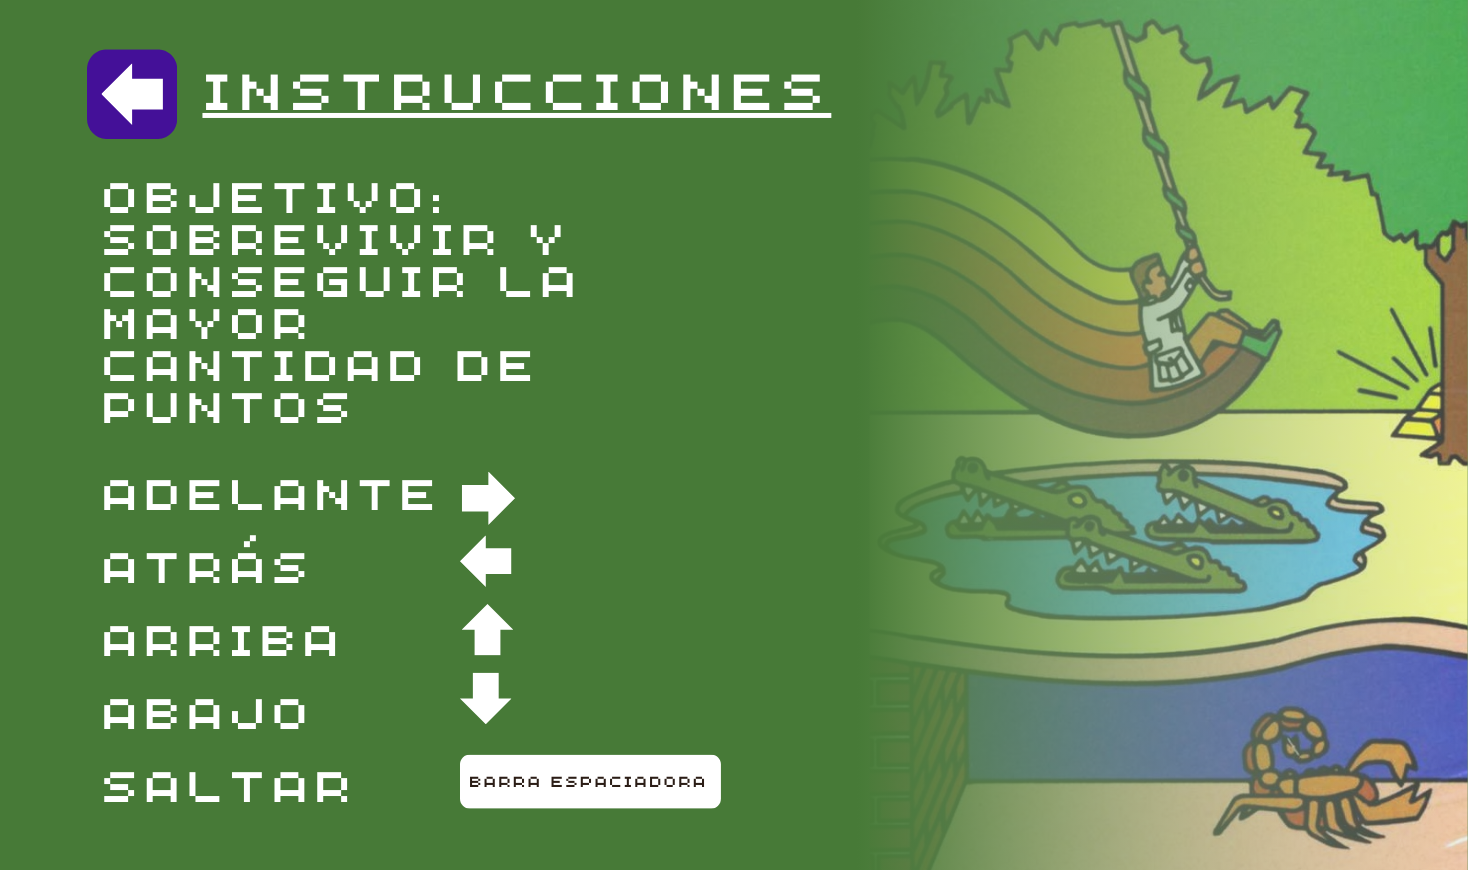 INSTRUCCIONES
OBJETIVO:
SOBREVIVIR Y
CONSEGUIR LA
MAYOR
CANTIDAD DE
PUNTOS
ADELANTE
ATRÁS
ARRIBA
ABAJO
SALTAR
BARRA ESPACIADORA